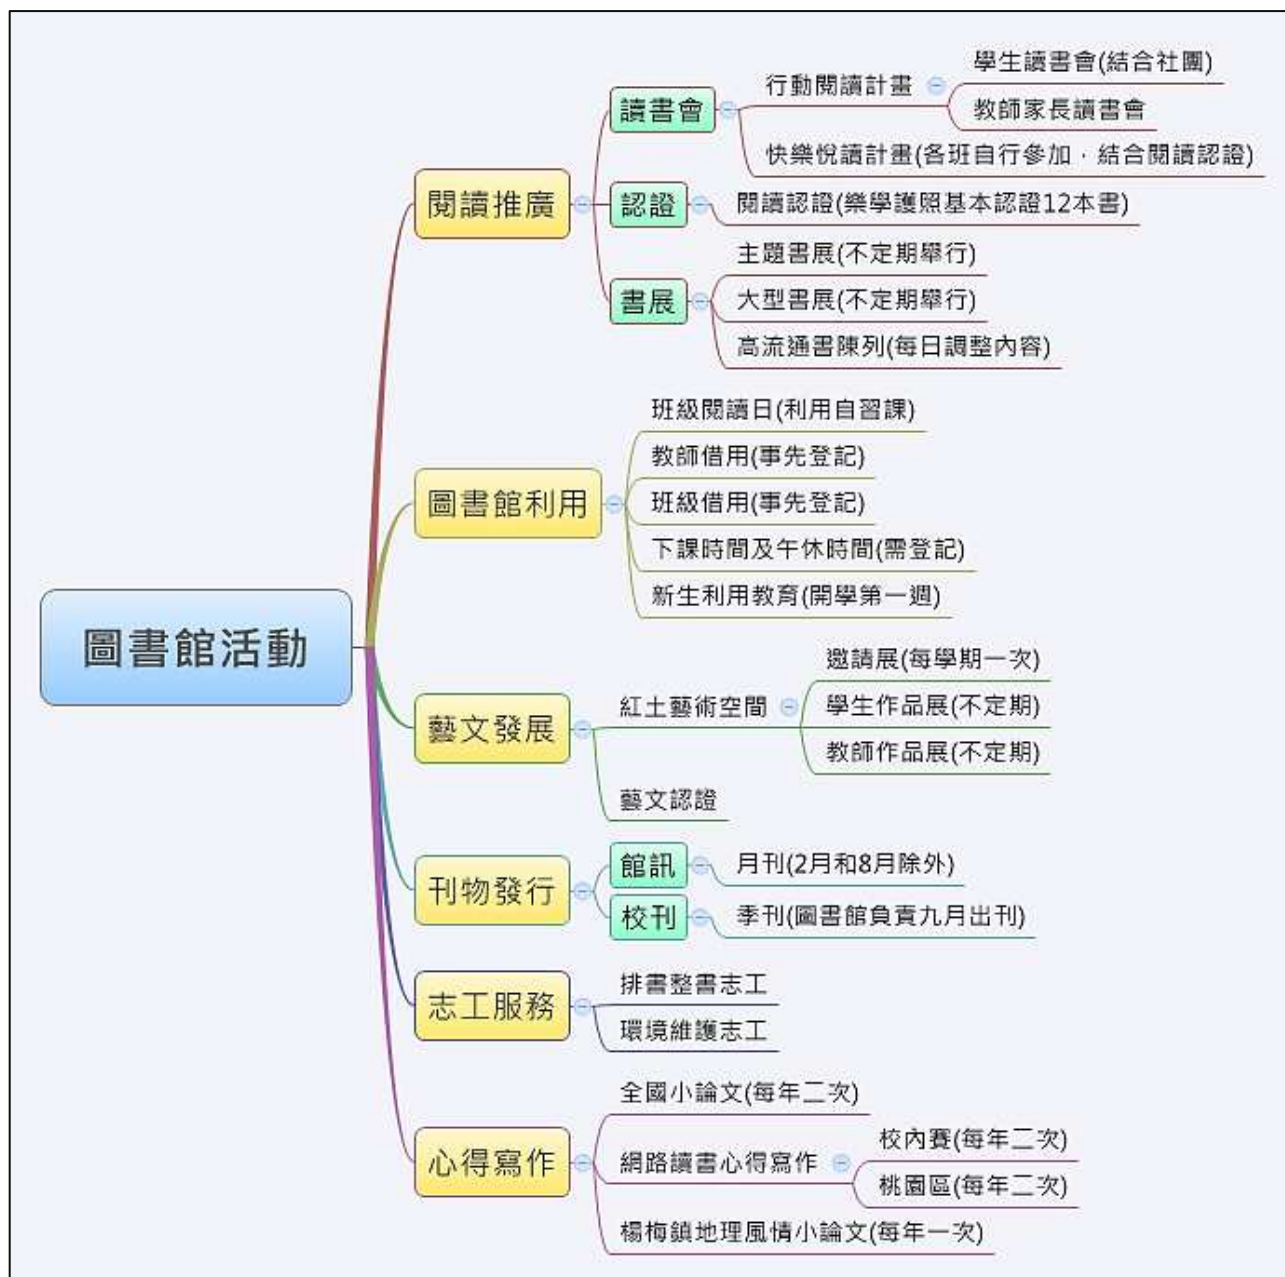 圖書館活動
閱讀推廣
讀書會
行動閱讀計畫
學生讀書會(結合社團)
教師家長讀書會
快樂悅讀計畫(各班自行參加，結合閱讀認證)
認證
閱讀認證(樂學護照基本認證12本書)
書展
主題書展(不定期舉行)
大型書展(不定期舉行)
高流通書陳列(每日調整內容)
圖書館利用
班級閱讀日(利用自習課)
教師借用(事先登記)
班級借用(事先登記)
下課時間及午休時間(需登記)
新生利用教育(開學第一週)
藝文發展
紅土藝術空間
邀請展(每學期一次)
學生作品展(不定期)
教師作品展(不定期)
藝文認證
刊物發行
館訊
月刊(2月和8月除外)
校刊
季刊(圖書館負責九月出刊)
志工服務
排書整書志工
環境維護志工
心得寫作
全國小論文(每年二次)
網路讀書心得寫作
校內賽(每年二次)
桃園區(每年二次)
楊梅鎮地理風情小論文(每年一次)